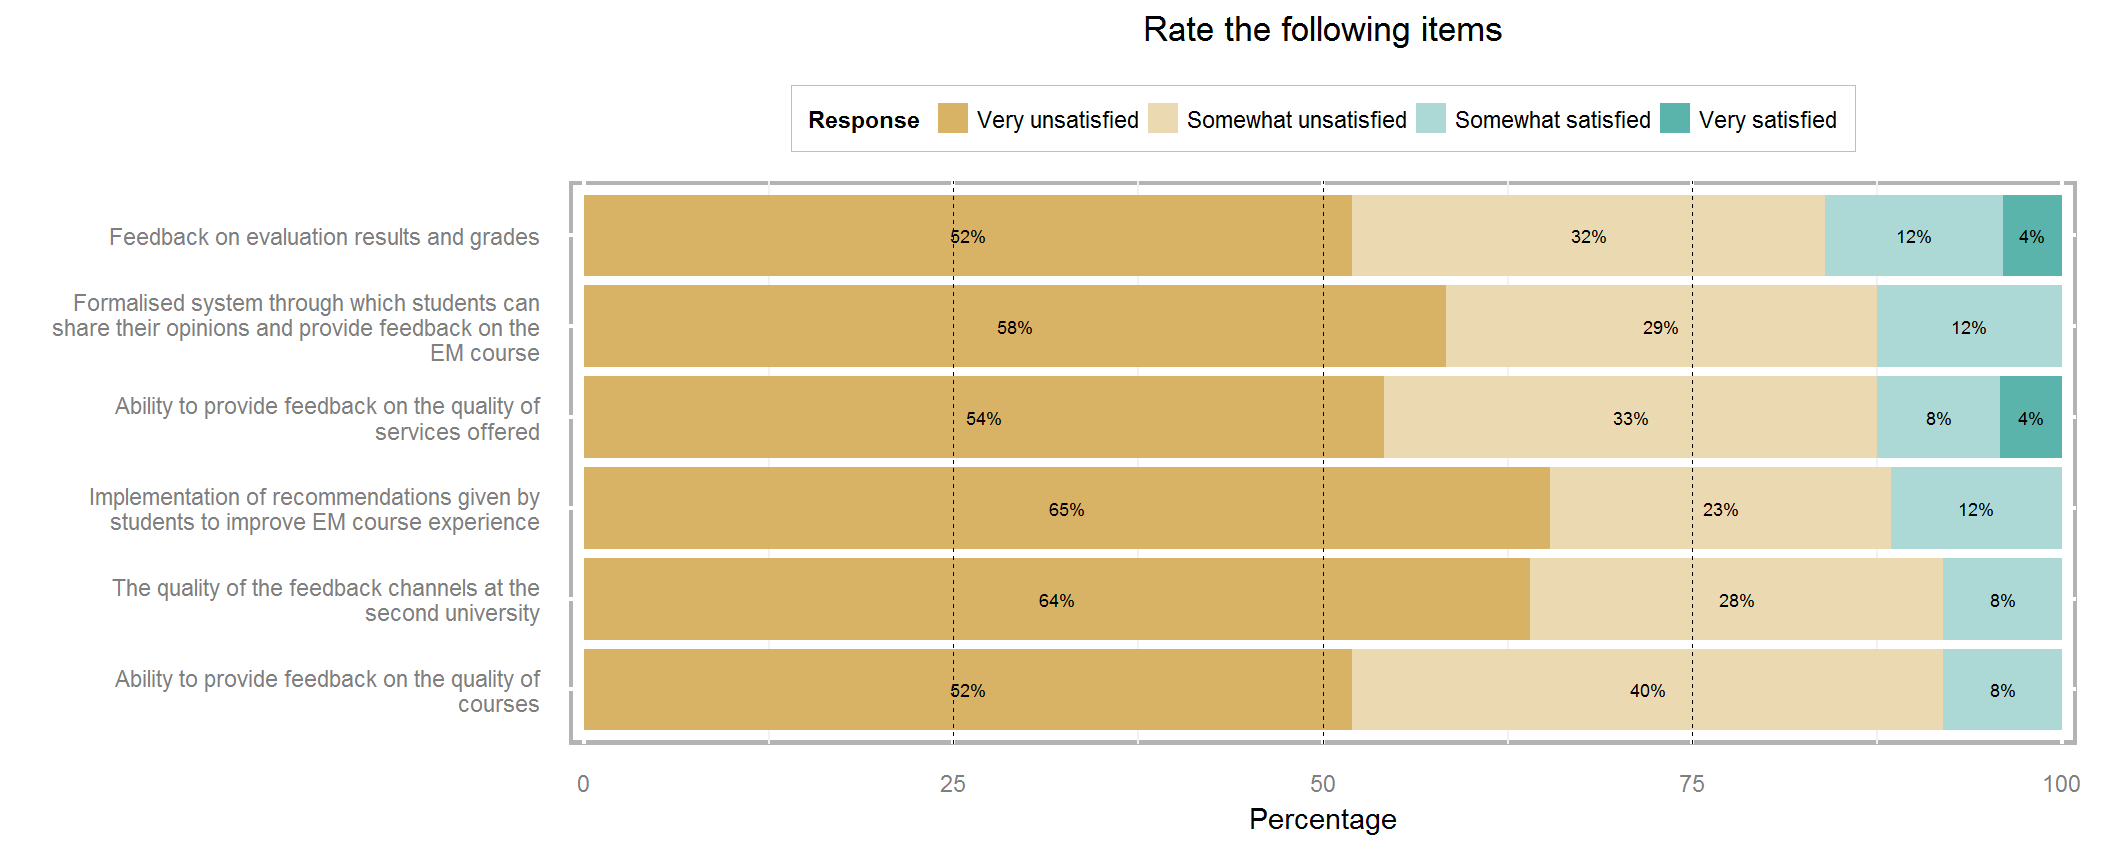 Rate the following items
Response Very unsatisfied Somewhat unsatisfied Somewhat satisfied Very satisfied
Feedback on evaluation results and grades
52% 32% 12% 4%
Formalised system through which students can
share their opinions and provide feedback on the
EM course
58% 29% 12%
Ability to provide feedback on the quality of
services offered
54% 33% 8% 4%
Implementation of recommendations given by
students to improve EM course experience
65% 23% 12%
The quality of the feedback channels at the
second university
64% 28% 8%
Ability to provide feedback on the quality of
courses
52% 40% 8%
0 25 50 75 100
Percentage